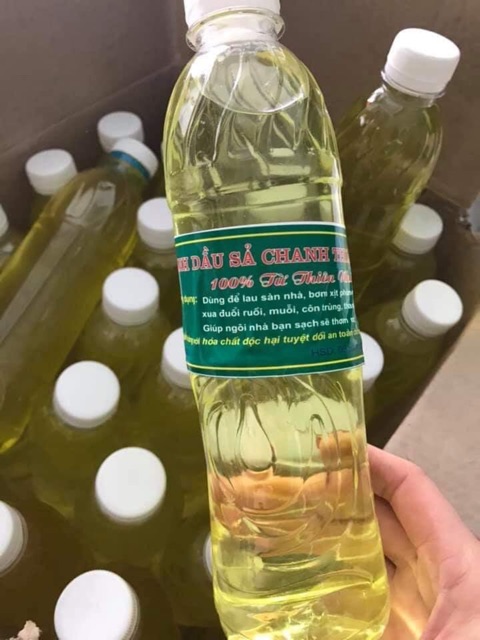 DẦU SẢ CHANH
100% Từ Thiên
dụng: Dùng để lau sàn nhà, bơm xịt
xua đuổi ruồi, muỗi, côn trùng,
Giúp ngôi nhà bạn sạch sẽ thơm
hóa chất độc hại tuyệt đối an toàn